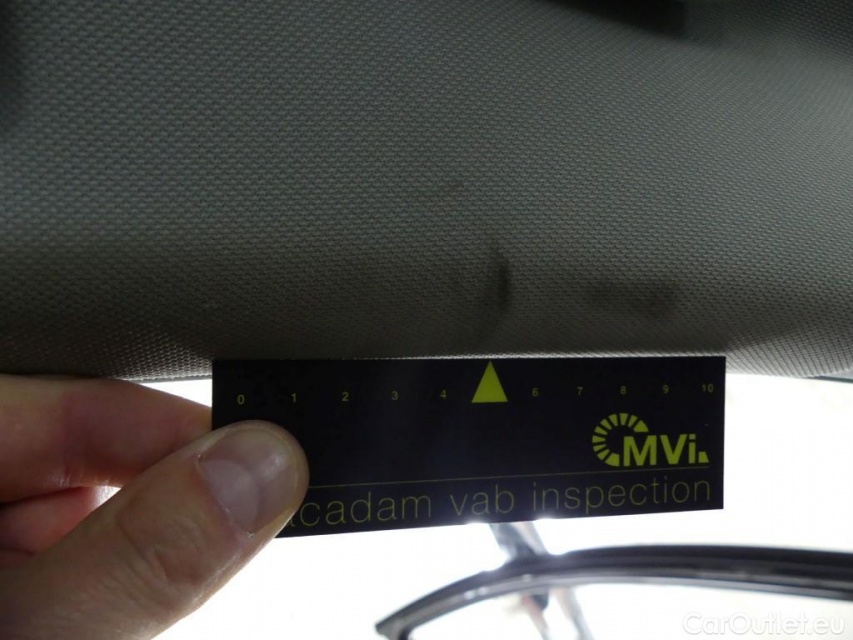 0 1 2 3 4 6 7 8 9 10
MVi.
acadam vab inspection
CarOutlet.eu